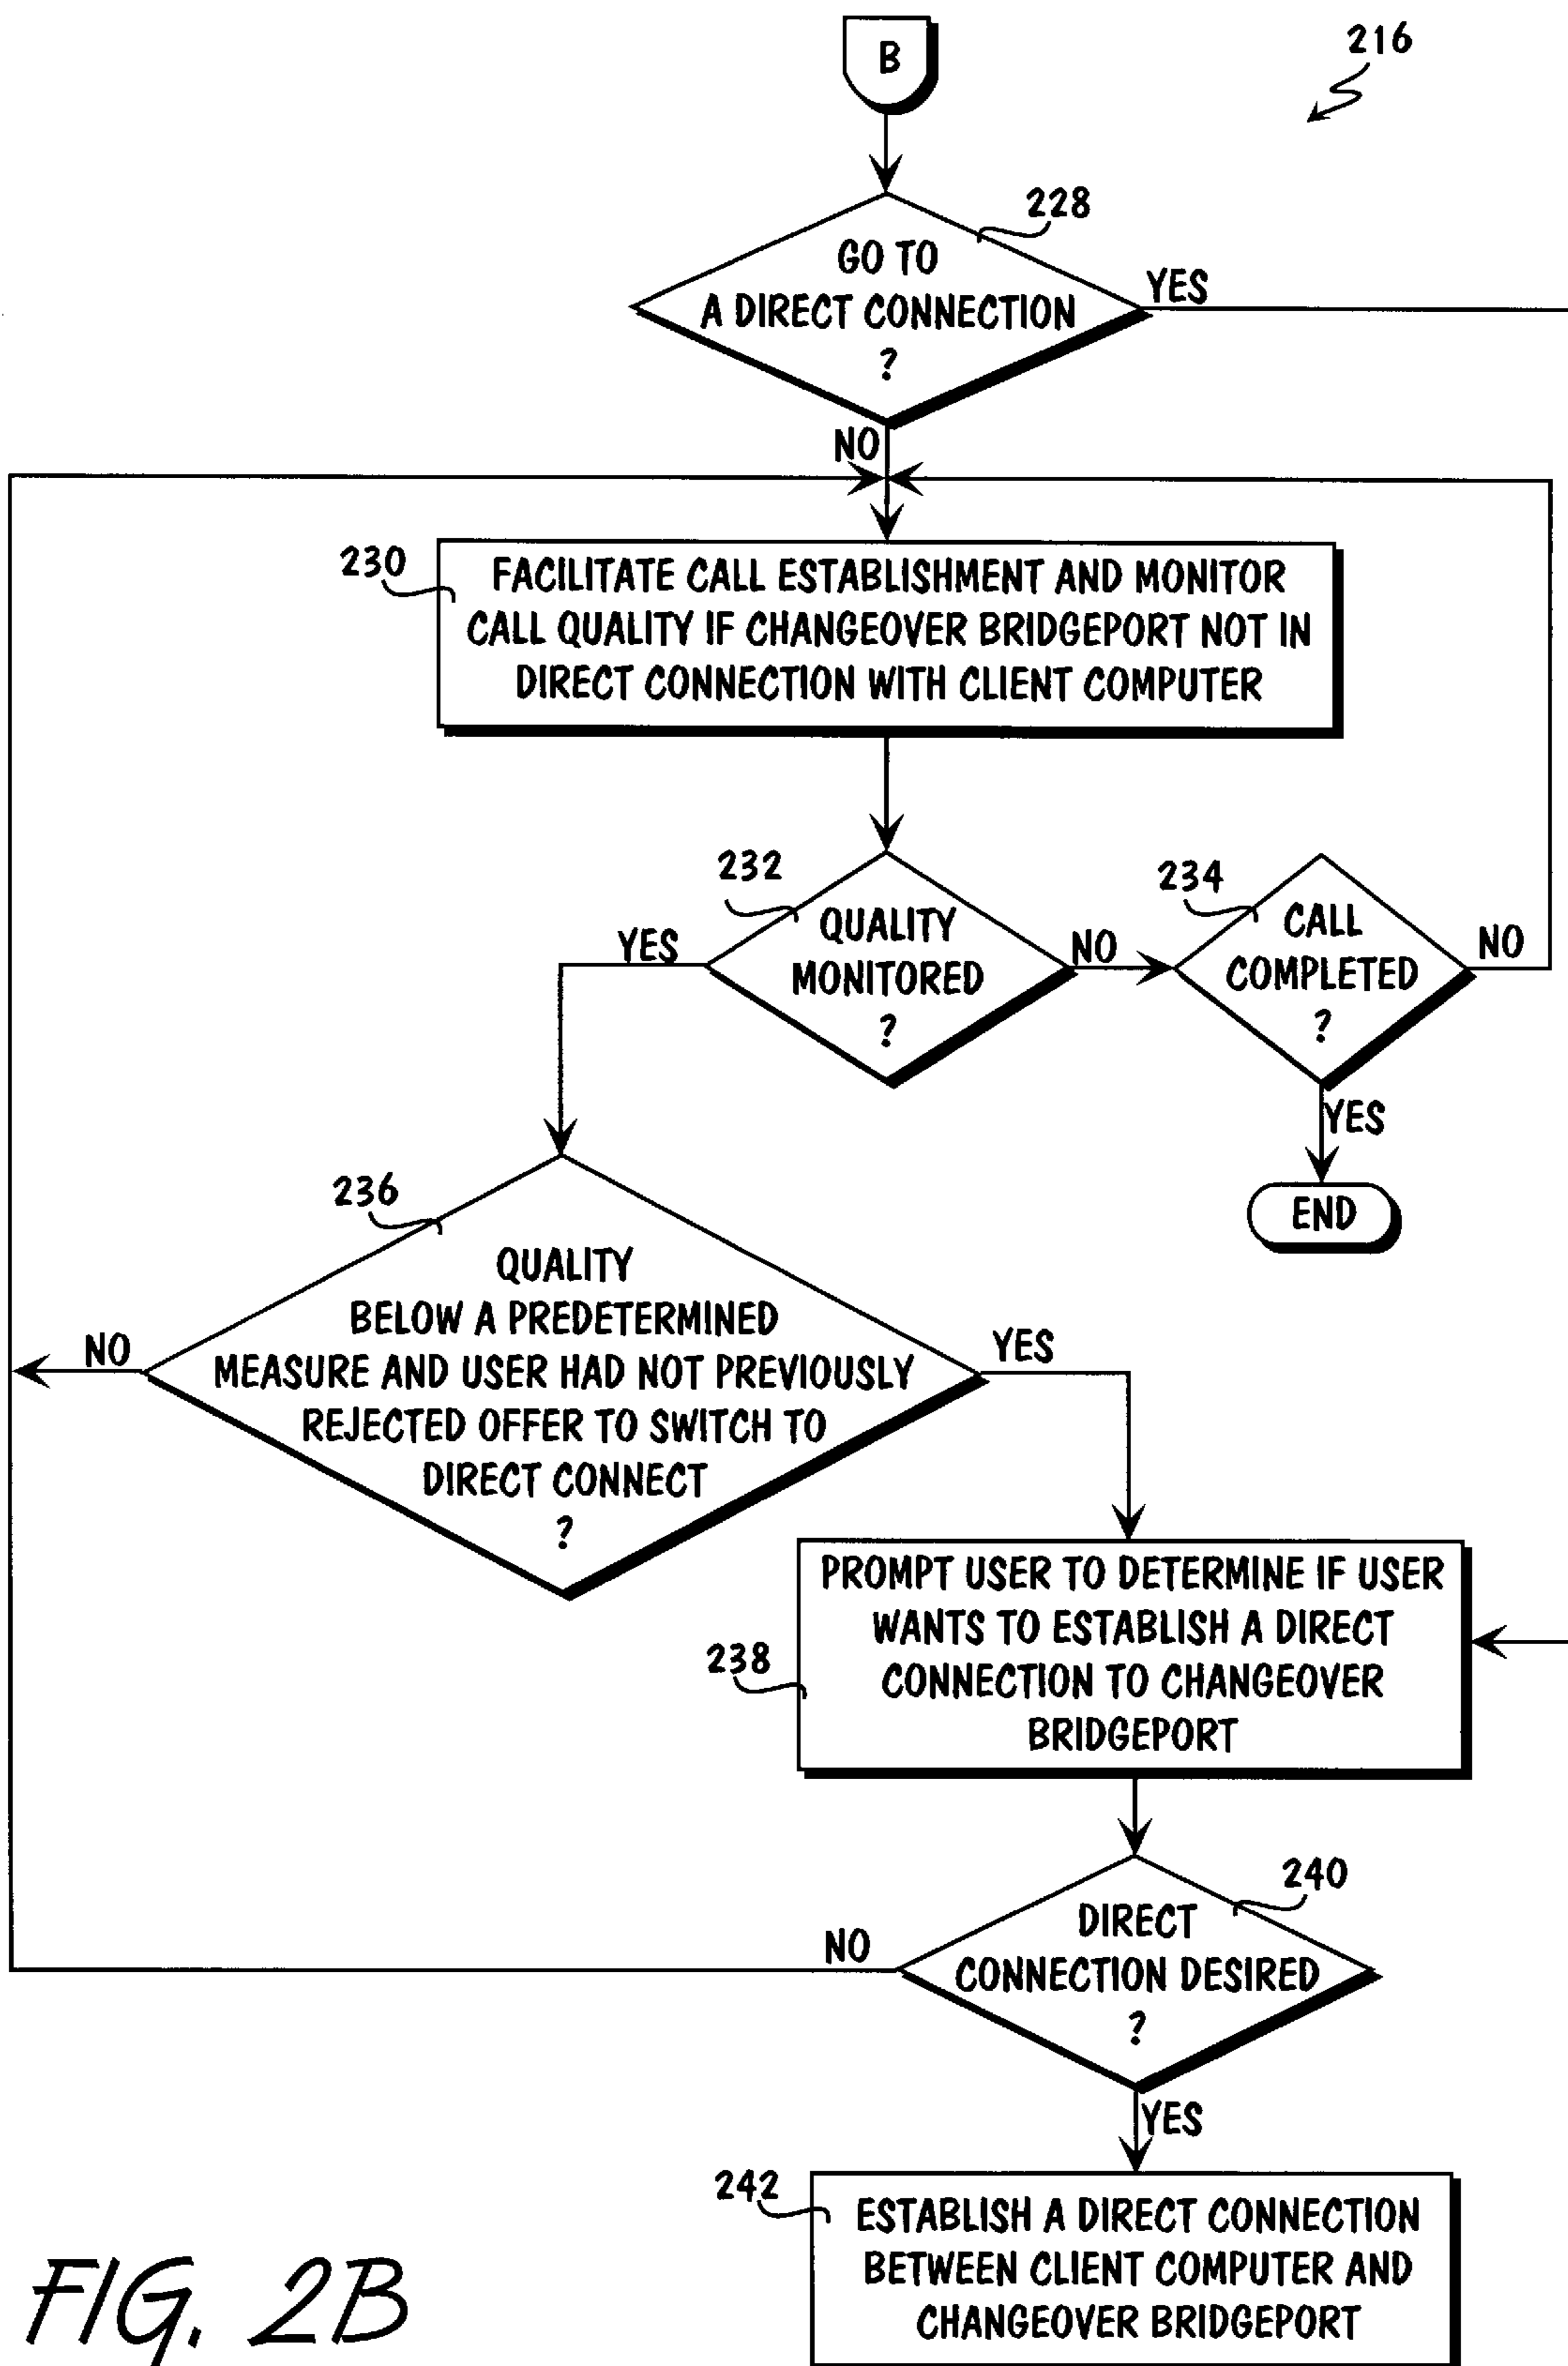 B
216
228
GO TO
A DIRECT CONNECTION
?
YES
NO
230
FACILITATE CALL ESTABLISHMENT AND MONITOR
CALL QUALITY IF CHANGEOVER BRIDGEPORT NOT IN
DIRECT CONNECTION WITH CLIENT COMPUTER
232
QUALITY
MONITORED
?
YES
NO
234
CALL
COMPLETED
?
NO
YES
END
236
QUALITY
BELOW A PREDETERMINED
MEASURE AND USER HAD NOT PREVIOUSLY
REJECTED OFFER TO SWITCH TO
DIRECT CONNECT
?
NO
YES
238
PROMPT USER TO DETERMINE IF USER
WANTS TO ESTABLISH A DIRECT
CONNECTION TO CHANGEOVER
BRIDGEPORT
240
DIRECT
CONNECTION DESIRED
?
NO
YES
242
ESTABLISH A DIRECT CONNECTION
BETWEEN CLIENT COMPUTER AND
CHANGEOVER BRIDGEPORT
FIG. 2B